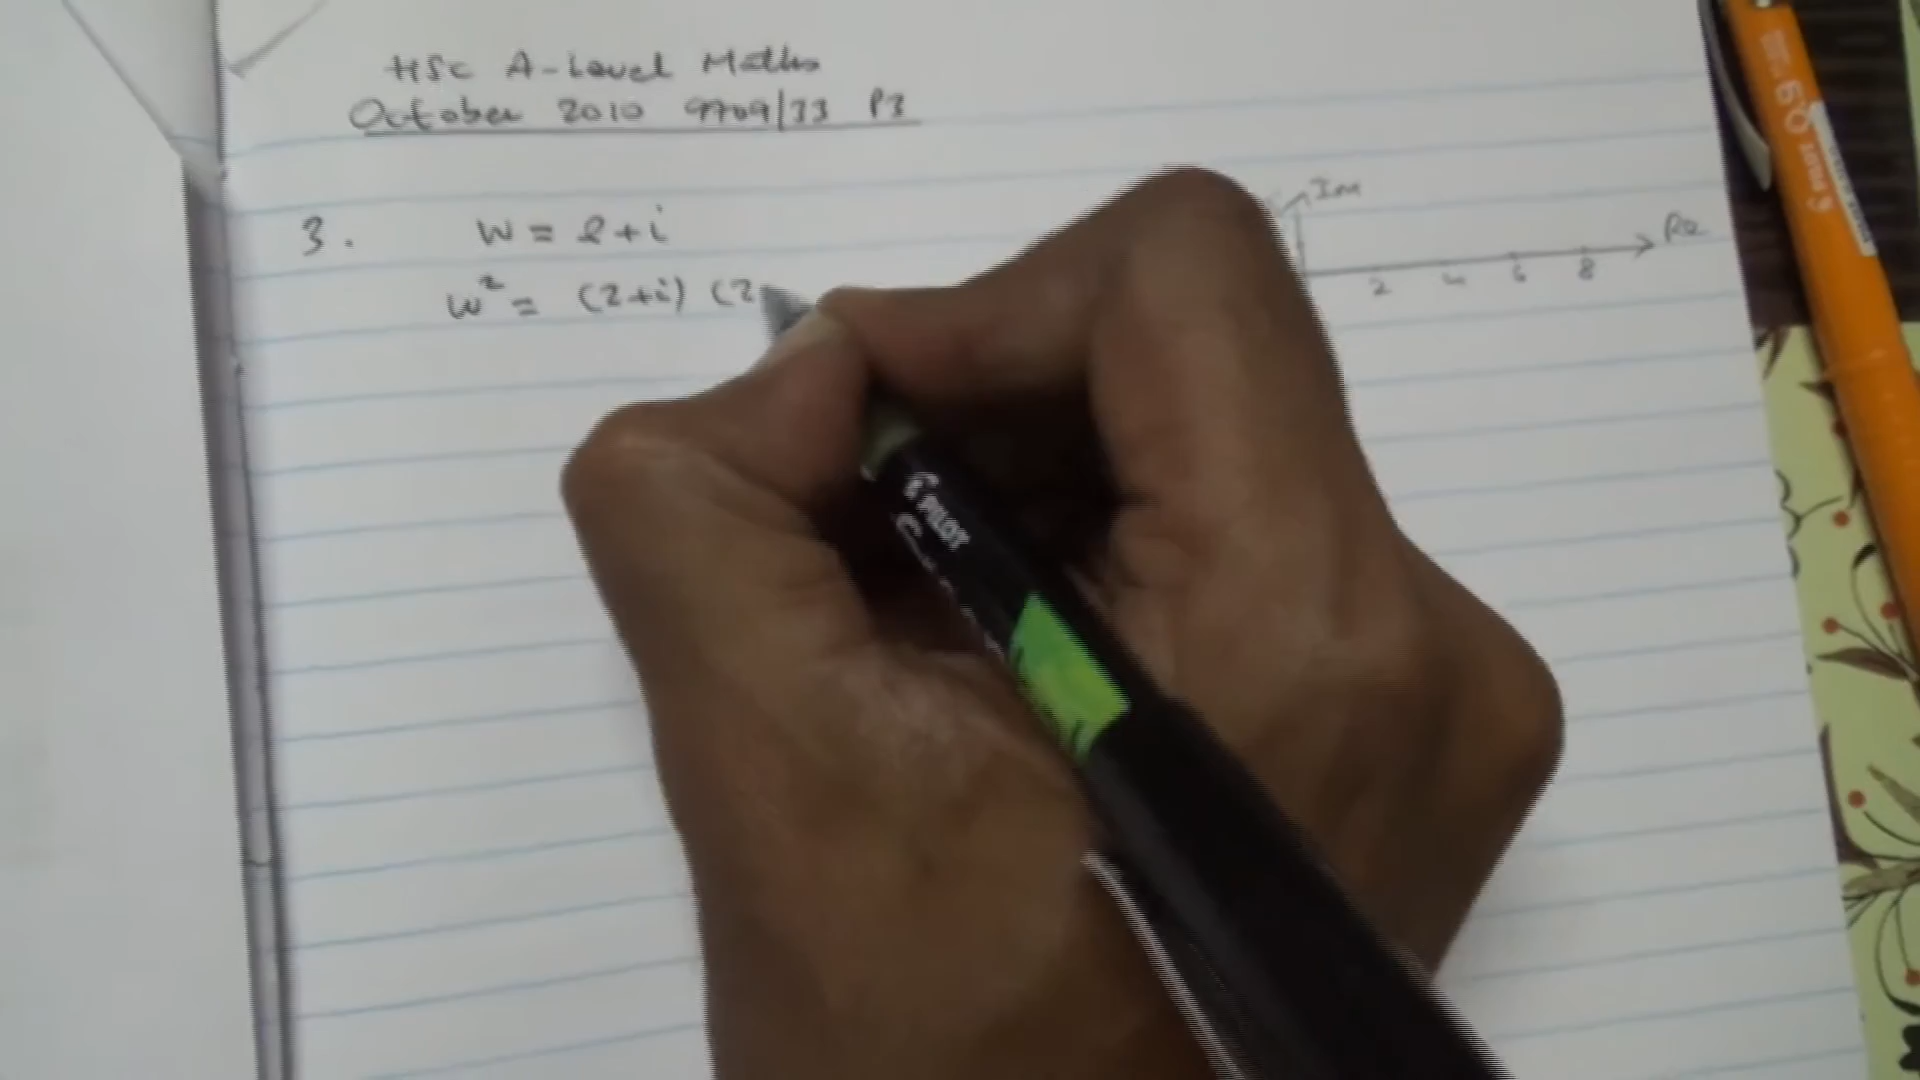 HSC A-Level Maths
October 2010 9709/33 P3
3. w = 2+i
w² = (2+i) (2
Im
Re
2 4 6 8
PILOT